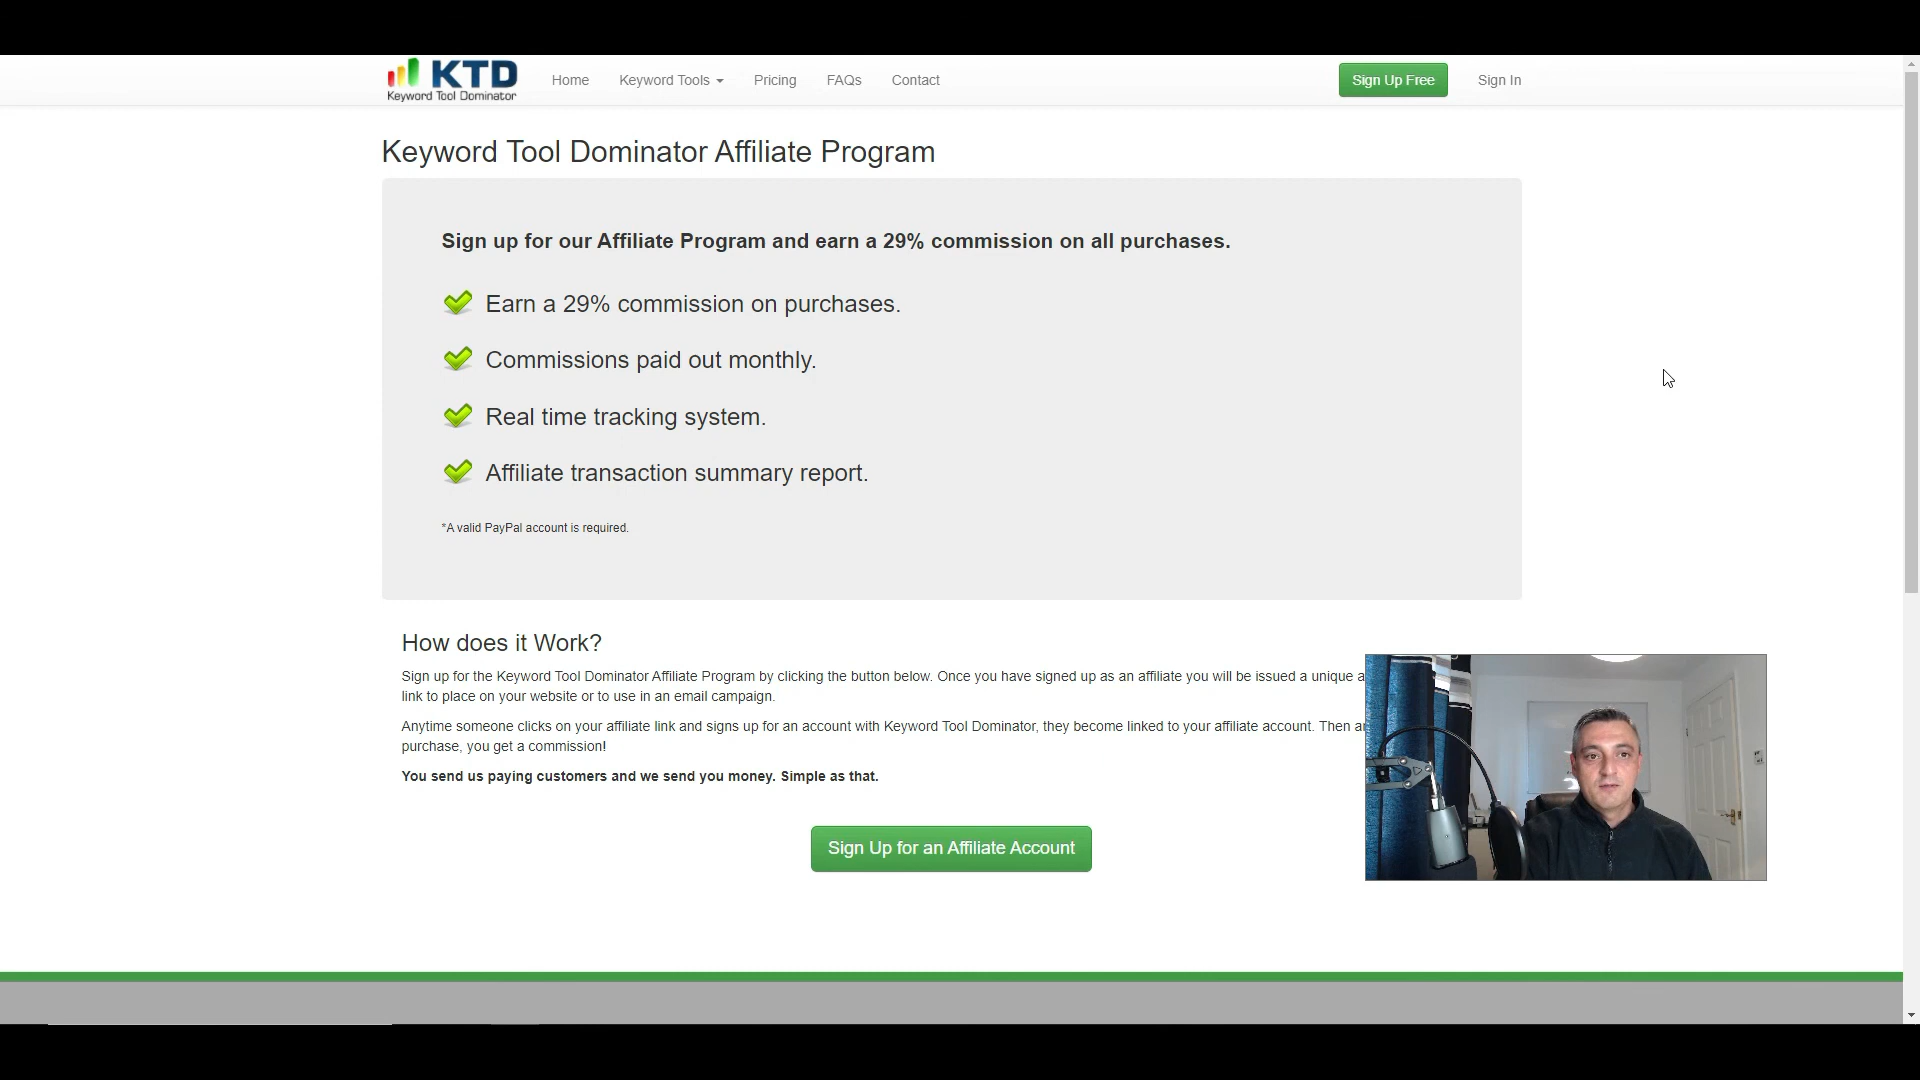 KTD
Keyword Tool Dominator
Home
Keyword Tools
Pricing
FAQs
Contact
Sign Up Free
Sign In
Keyword Tool Dominator Affiliate Program
Sign up for our Affiliate Program and earn a 29% commission on all purchases.
Earn a 29% commission on purchases.
Commissions paid out monthly.
Real time tracking system.
Affiliate transaction summary report.
*A valid PayPal account is required.
How does it Work?
Sign up for the Keyword Tool Dominator Affiliate Program by clicking the button below. Once you have signed up as an affiliate you will be issued a unique
link to place on your website or to use in an email campaign.
Anytime someone clicks on your affiliate link and signs up for an account with Keyword Tool Dominator, they become linked to your affiliate account. Then
purchase, you get a commission!
You send us paying customers and we send you money. Simple as that.
Sign Up for an Affiliate Account